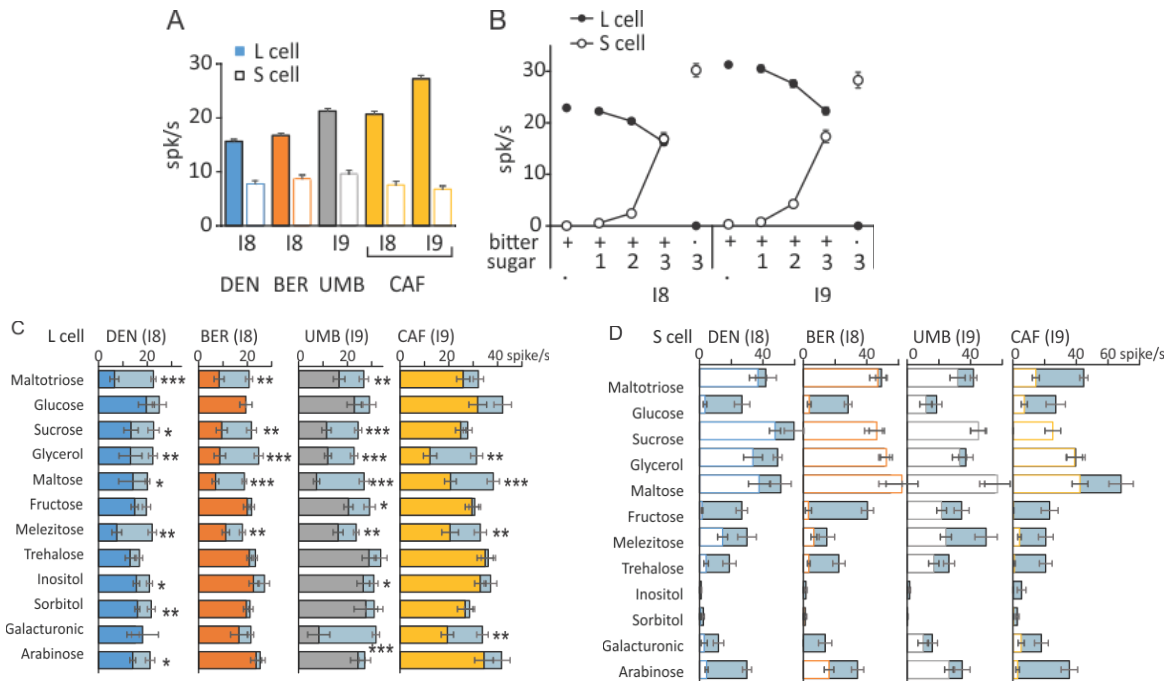 A
L cell
S cell
30
20
10
0
spk/s
I8 I8 I9 I8 I9
DEN BER UMB CAF
B
L cell
S cell
30
20
10
0
spk/s
bitter + + + + · + + + + ·
sugar · 1 2 3 3 · 1 2 3 3
I8 I9
C L cell DEN (I8) BER (I8) UMB (I9) CAF (I9)
0 20 0 20 0 20 0 20 40 spike/s
Maltotriose *** ** **
Glucose
Sucrose * ** ***
Glycerol ** *** *** **
Maltose * *** *** ***
Fructose *
Melezitose ** ** ** **
Trehalose
Inositol * *
Sorbitol **
Galacturonic **
***
Arabinose *
D S cell DEN (I8) BER (I8) UMB (I9) CAF (I9)
0 40 0 40 0 40 0 40 60 spike/s
Maltotriose
Glucose
Sucrose
Glycerol
Maltose
Fructose
Melezitose
Trehalose
Inositol
Sorbitol
Galacturonic
Arabinose